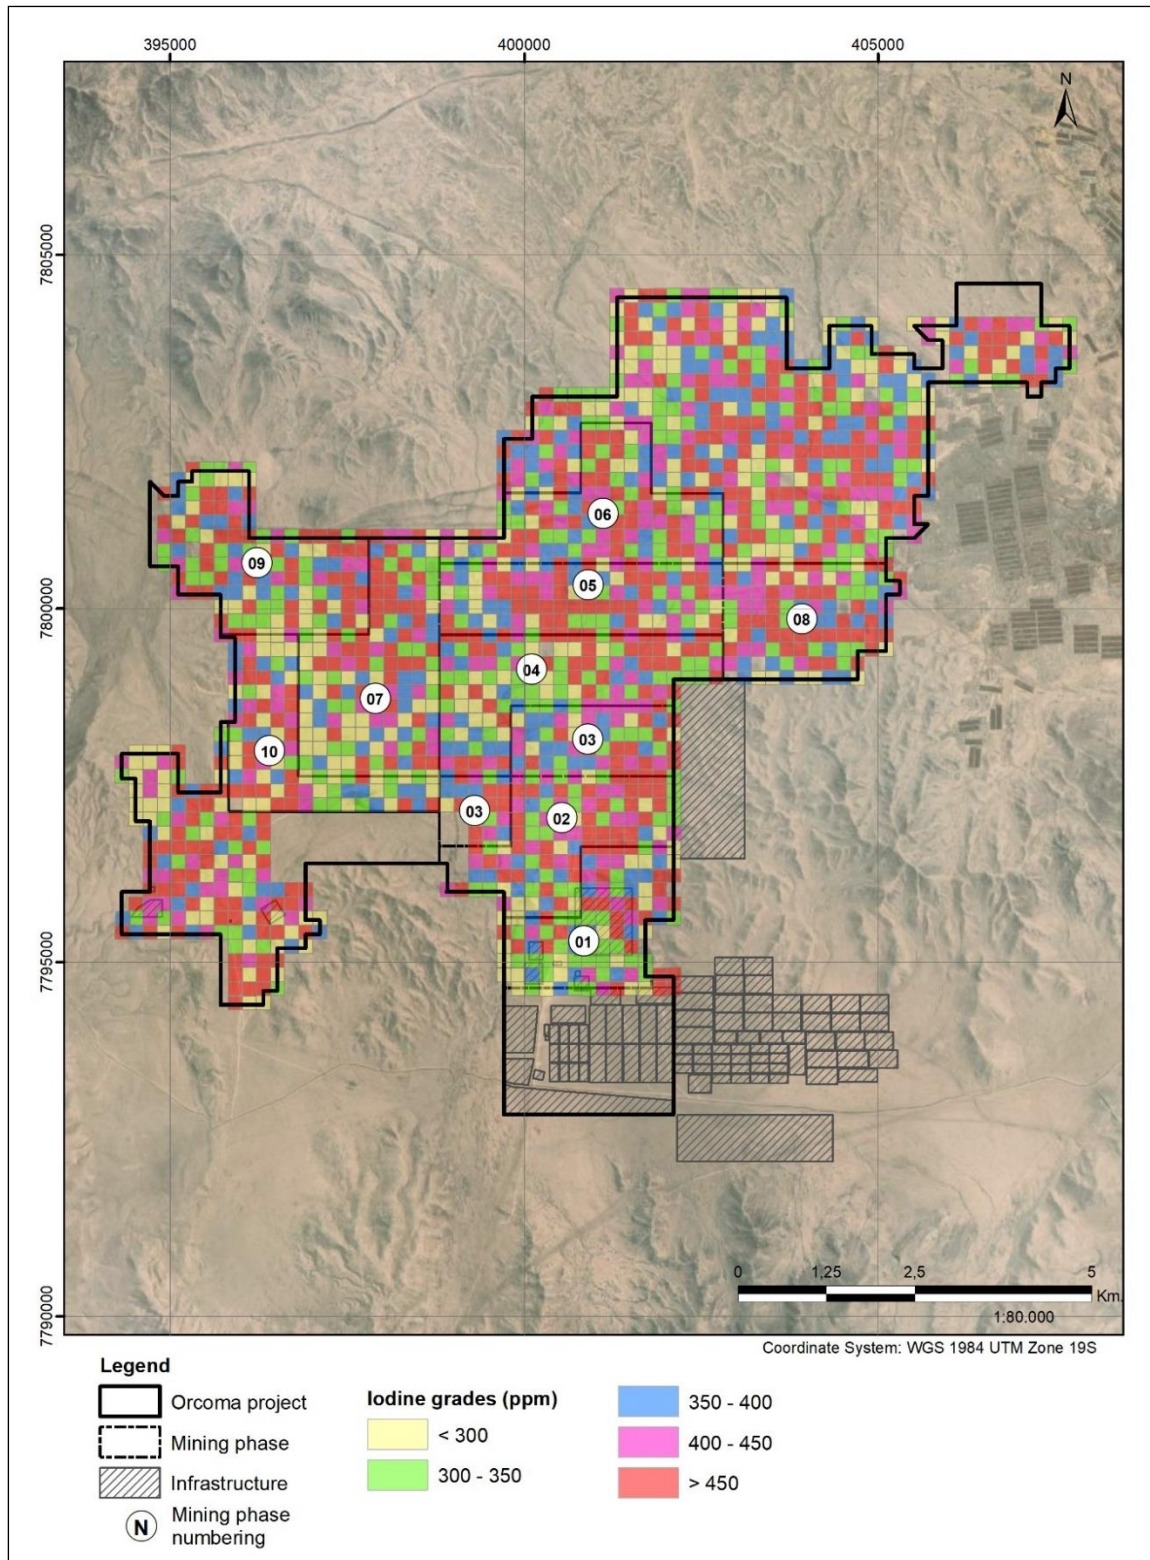 395000
400000
405000
N
7805000
7800000
7795000
7790000
06
09
05
08
04
07
03
10
03
02
01
0
1,25
2,5
5
Km.
1:80.000
Coordinate System: WGS 1984 UTM Zone 19S
Legend
Orcoma project
Mining phase
Infrastructure
N
Mining phase
numbering
Iodine grades (ppm)
< 300
300 - 350
350 - 400
400 - 450
> 450